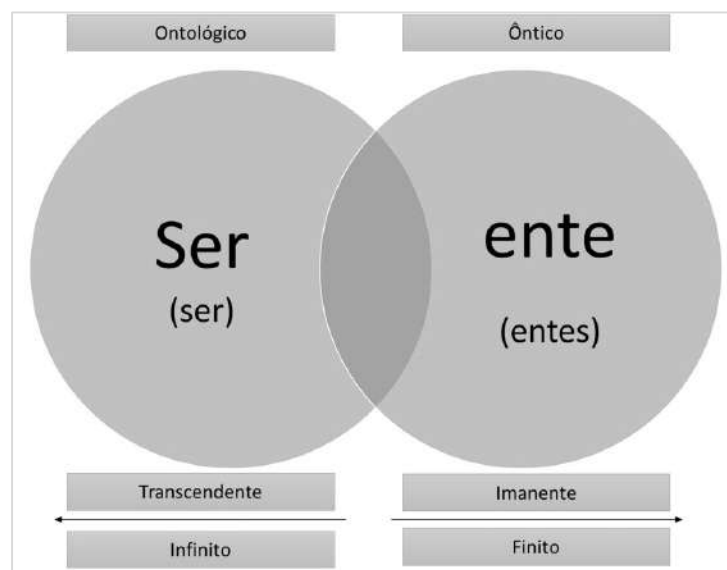 Ontológico
Ôntico
Ser
(ser)
ente
(entes)
Transcendente
Imanente
Infinito
Finito